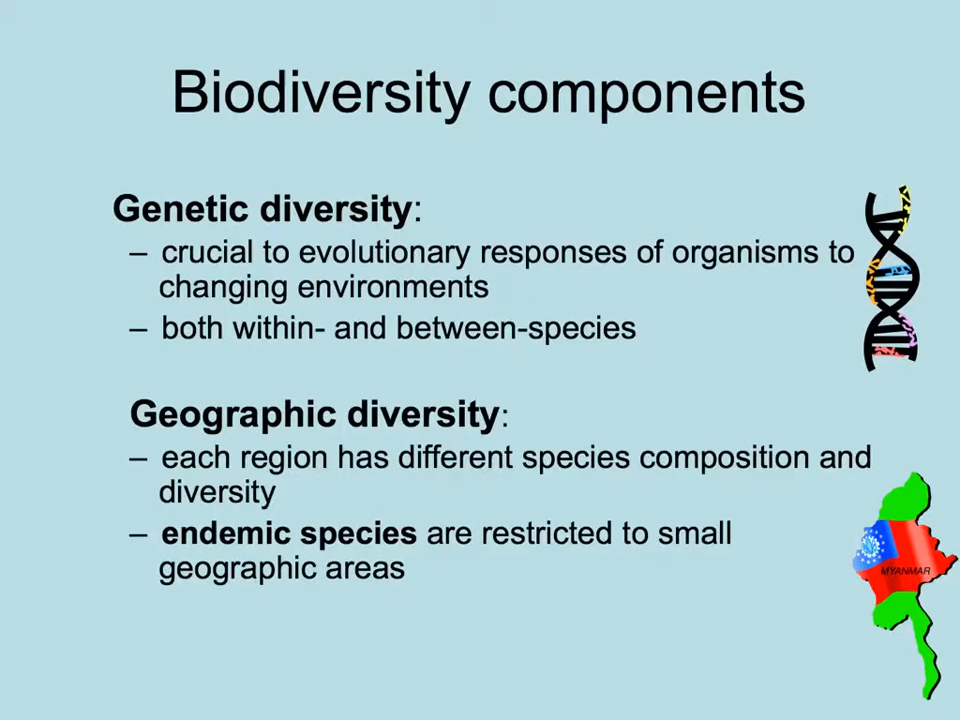 Biodiversity components
Genetic diversity:
– crucial to evolutionary responses of organisms to
changing environments
– both within- and between-species
Geographic diversity:
– each region has different species composition and
diversity
– endemic species are restricted to small
geographic areas
MYANMAR